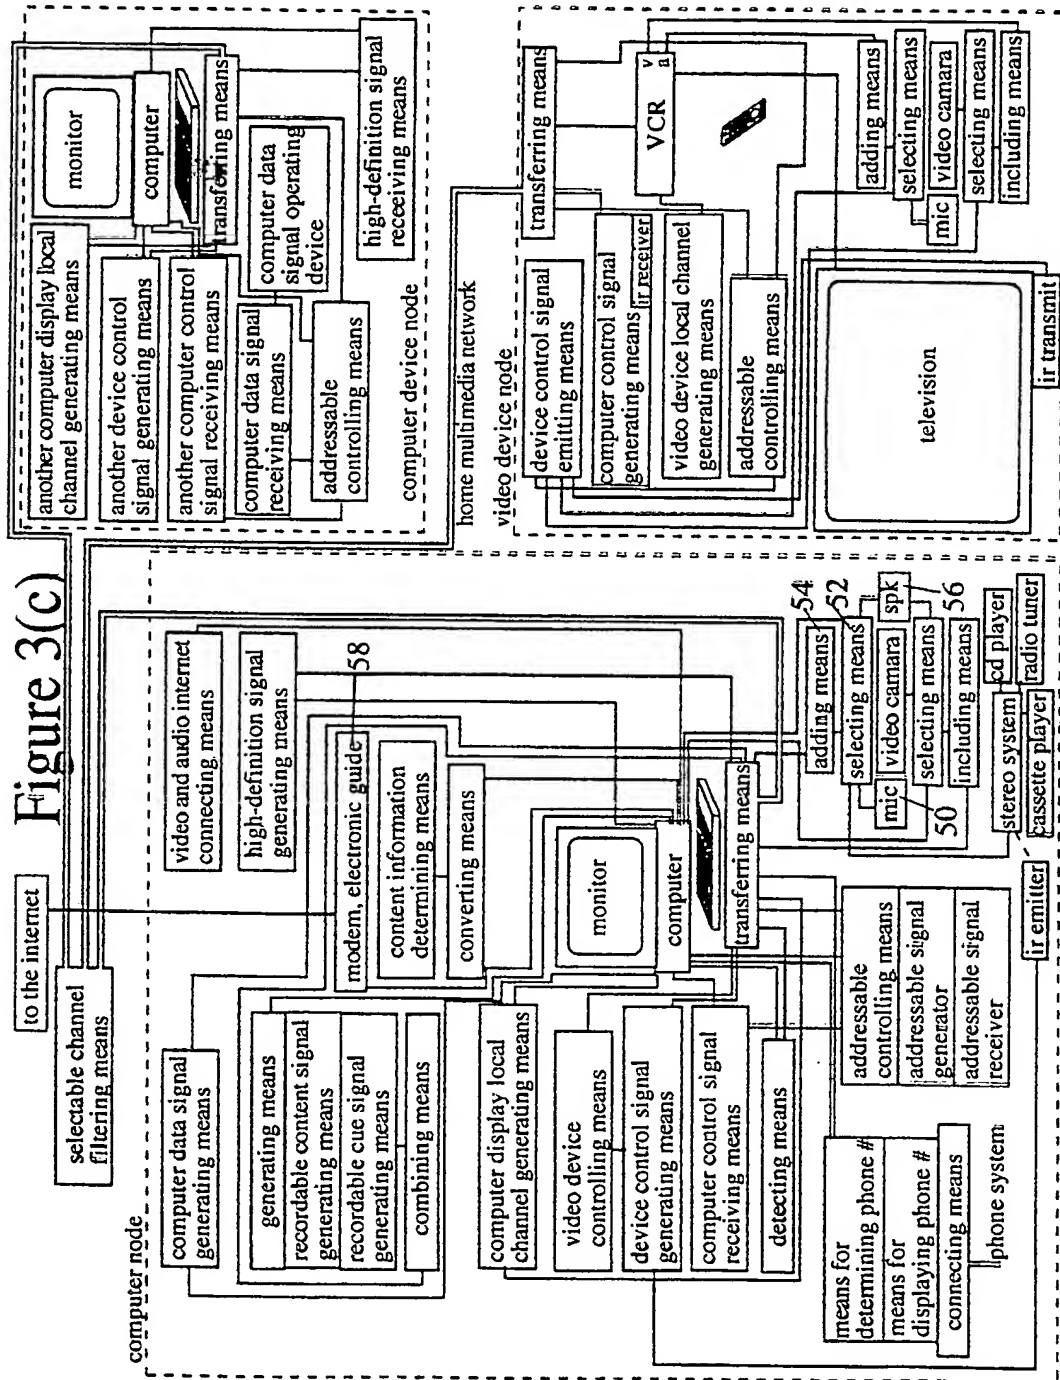 Figure 3(c)
to the internet
selectable channel
filtering means
computer node
computer data signal
generating means
generating means
recordable content signal
generating means
recordable cue signal
generating means
combining means
computer display local
channel generating means
video device
controlling means
device control signal
generating means
computer control signal
receiving means
detecting means
means for
determining phone #
means for
displaying phone #
connecting means
phone system
video and audio internet
connecting means
high-definition signal
generating means
modem, electronic guide
58
content information
determining means
converting means
monitor
computer
transferring means
addressable
controlling means
addressable signal
generator
addressable signal
receiver
adding means
54
selecting means
52
mic
50
video camara
spk
56
selecting means
including means
stereo system
cd player
radio tuner
cassette player
ir emitter
another computer display local
channel generating means
another device control
signal generating means
another computer control
signal receiving means
computer data signal
receiving means
addressable
controlling means
monitor
computer
transferring means
computer data
signal operating
device
high-definition signal
receeiving means
computer device node
home multimedia network
video device node
transferring means
device control signal
emitting means
computer control signal
generating means
ir receiver
video device local channel
generating means
addressable
controlling means
VCR
v
a
adding means
selecting means
mic
video camara
selecting means
including means
television
ir transmit